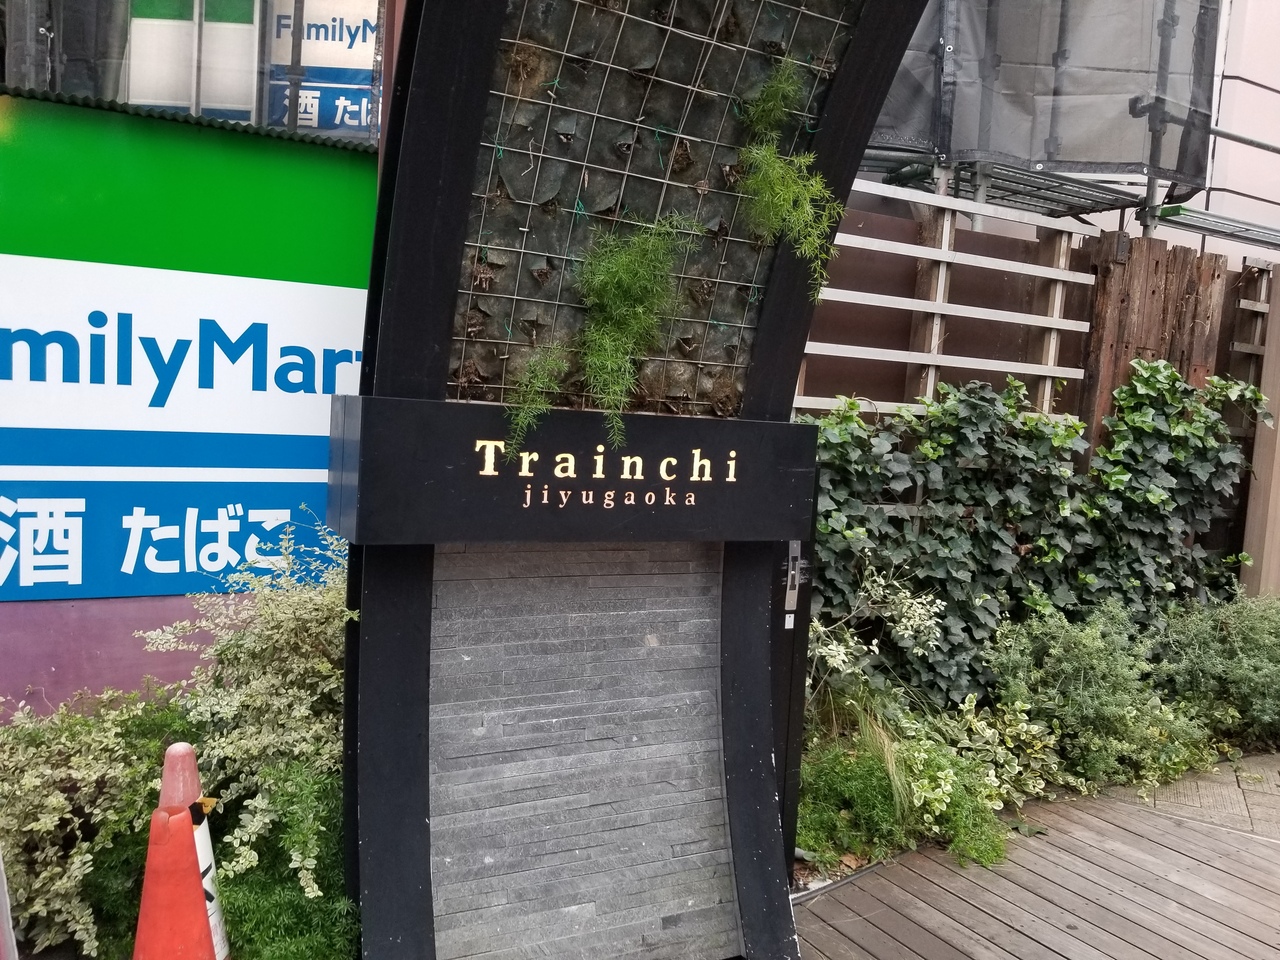 FamilyM
酒 たば
milyMar
酒 たばこ
Trainchi
jiyugaoka